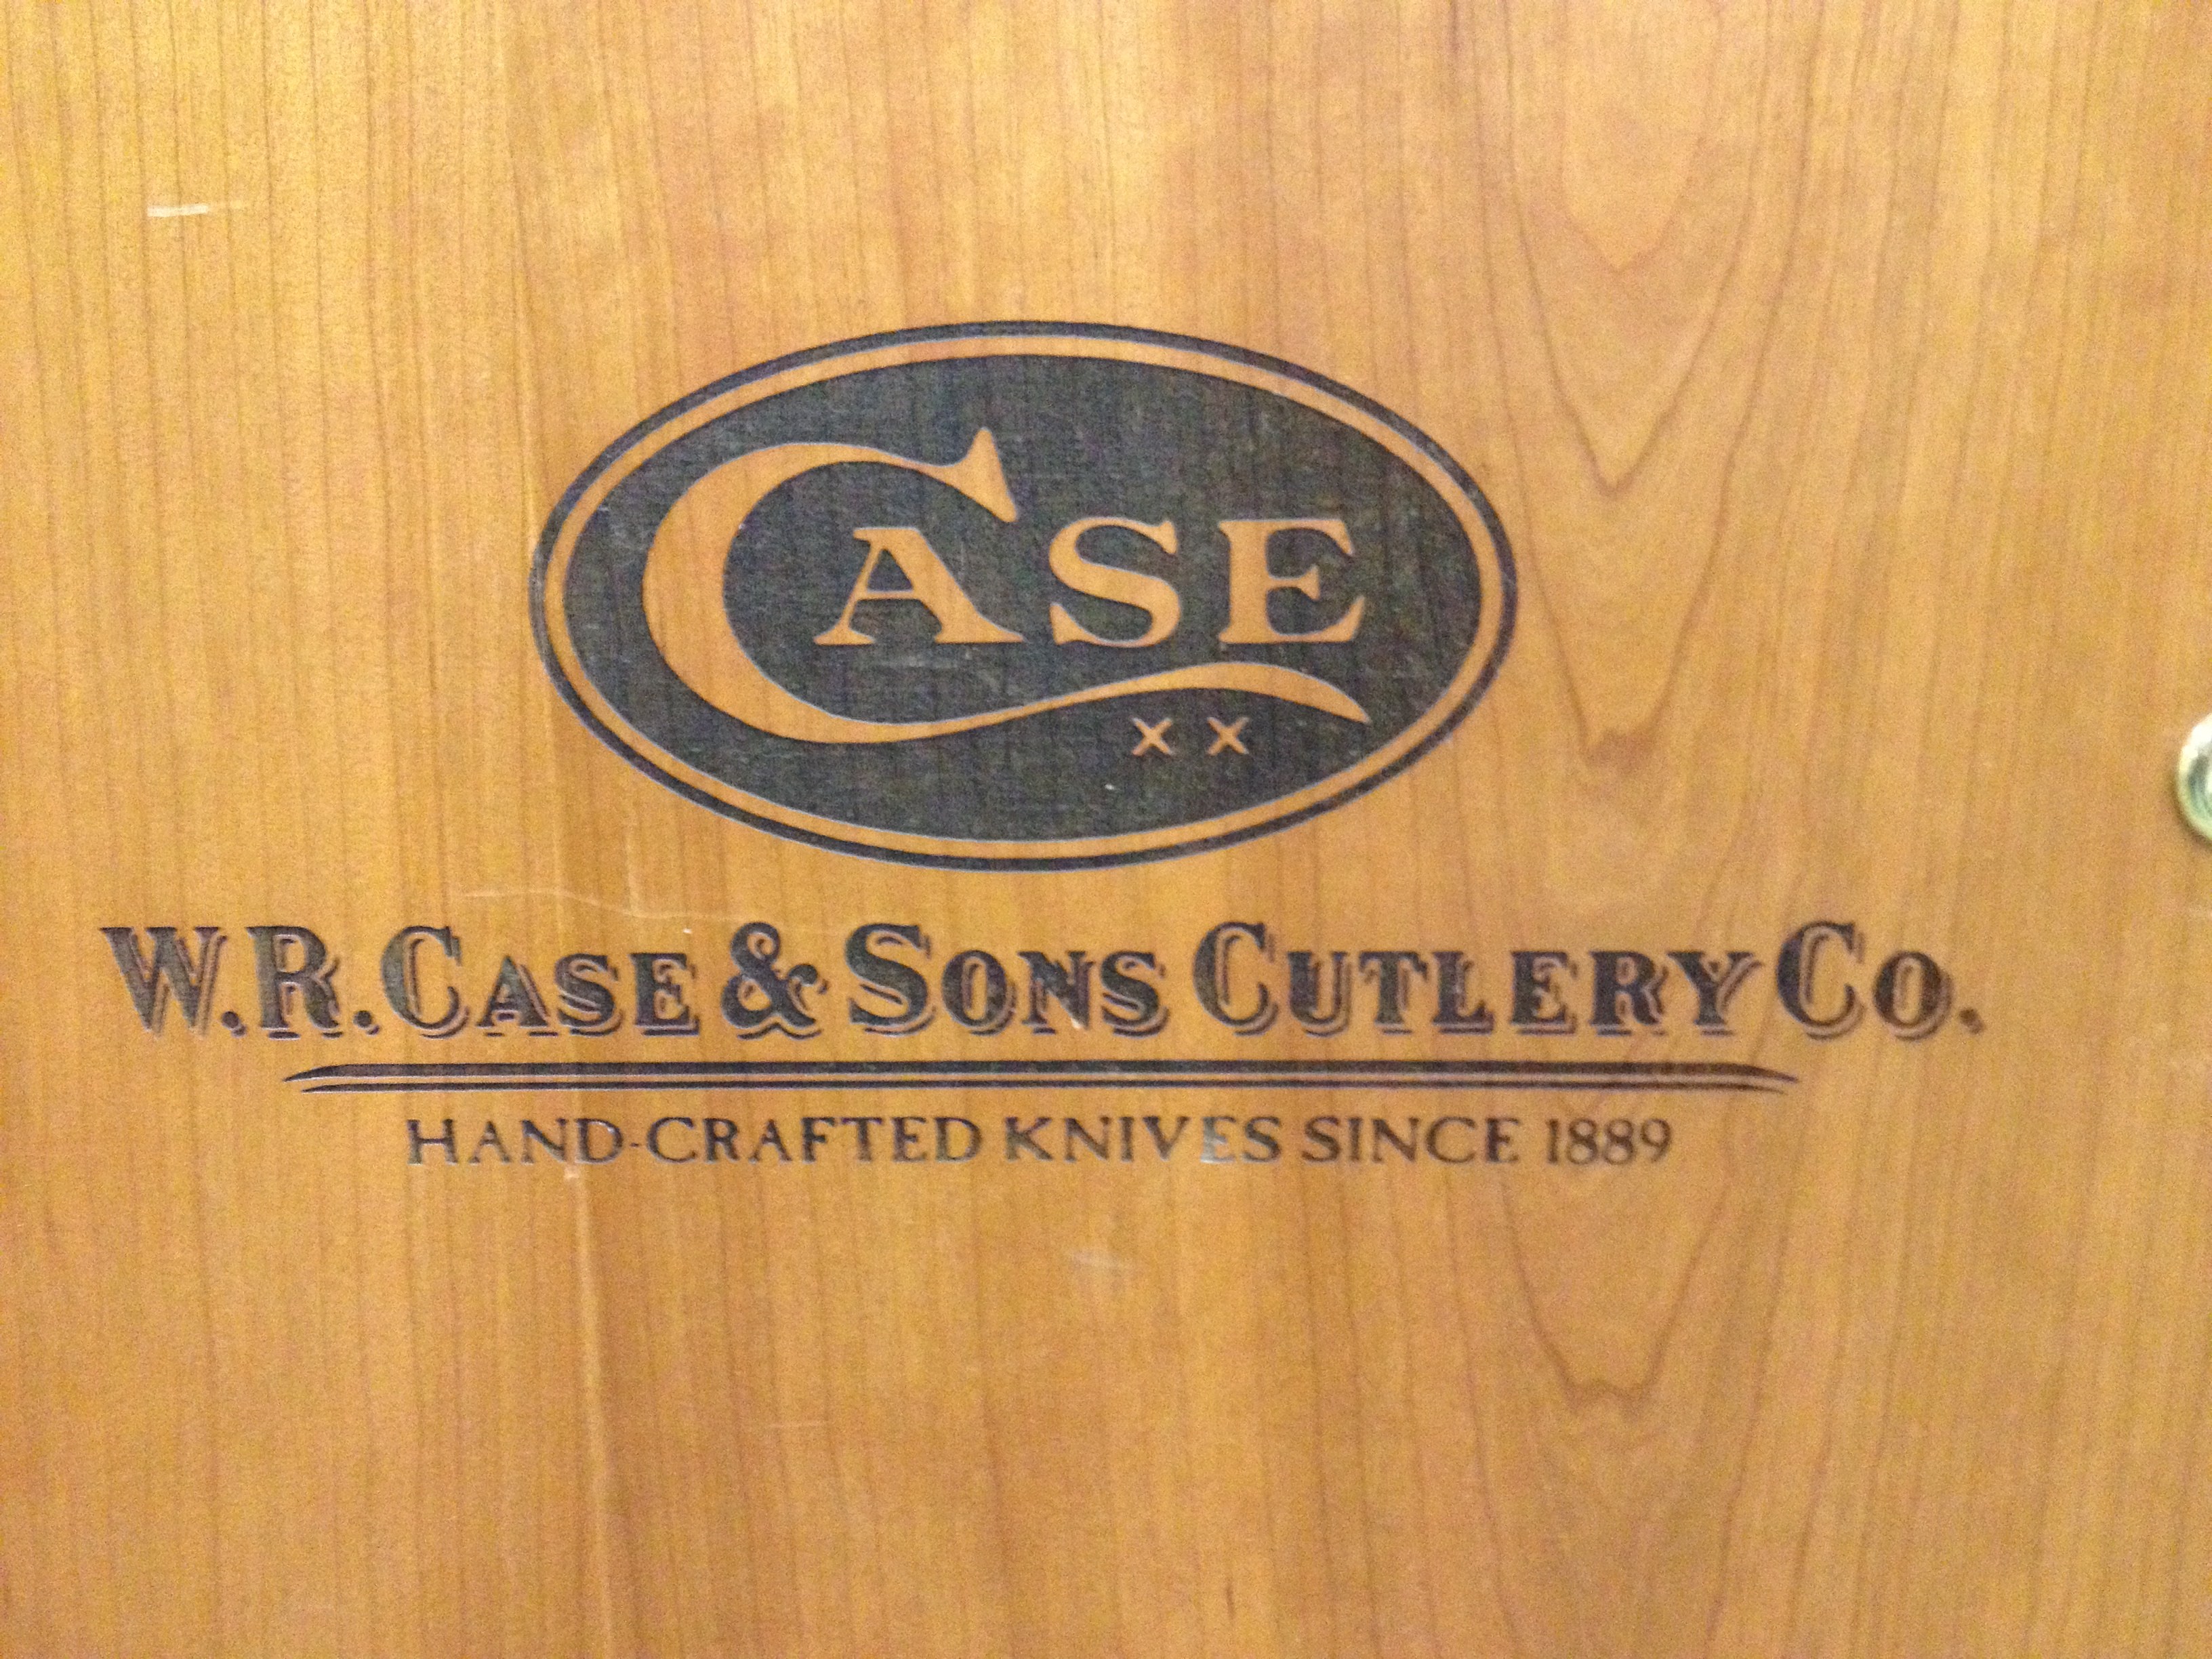 CASE
XX
W.R. CASE & SONS CUTLERY CO.
HAND-CRAFTED KNIVES SINCE 1889